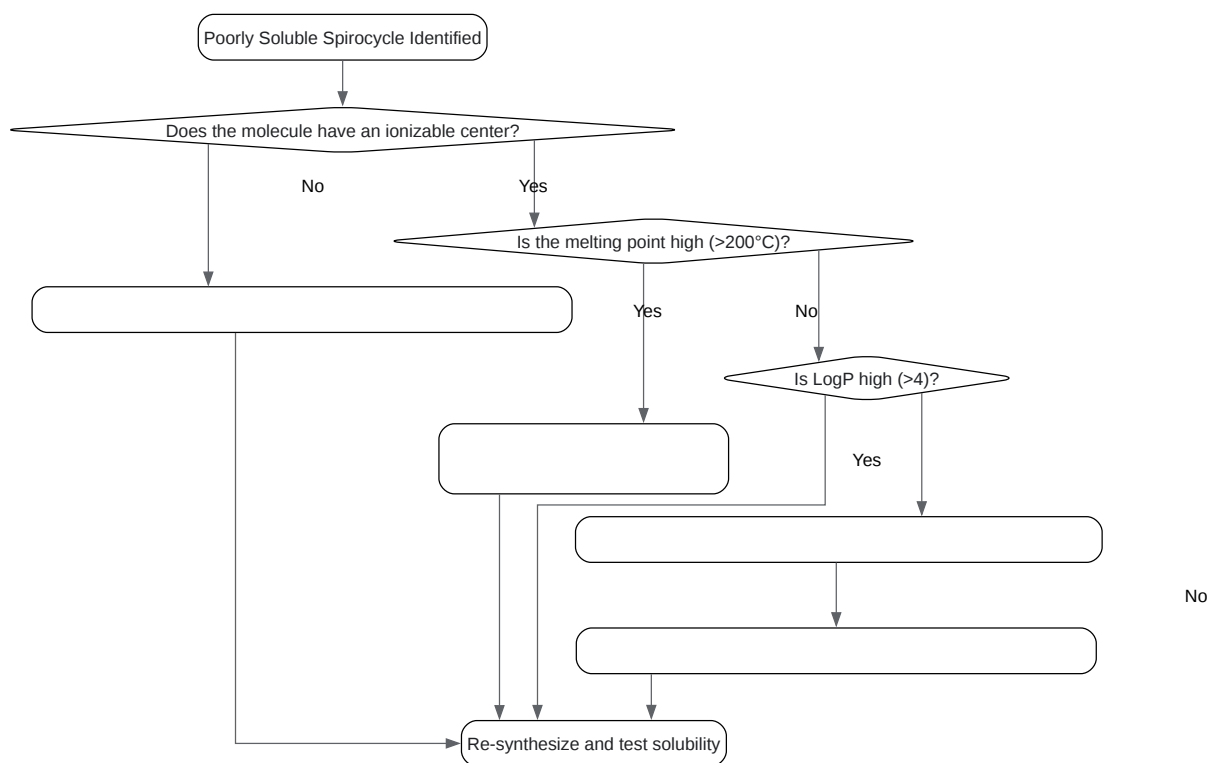 Poorly Soluble Spirocycle Identified
Does the molecule have an ionizable center?
No
Yes
Is the melting point high (>200°C)?
Yes
No
Is LogP high (>4)?
Yes
No
Re-synthesize and test solubility